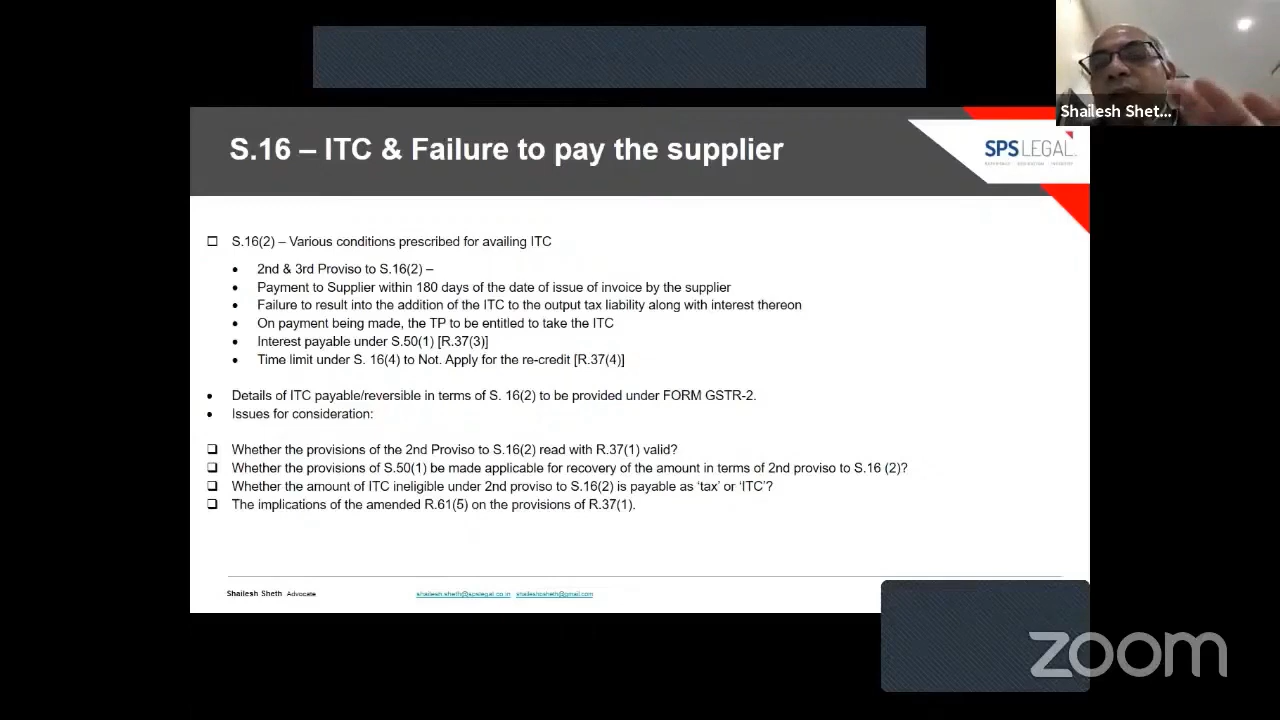 Shailesh Shet...
S.16 – ITC & Failure to pay the supplier
SPS LEGAL
S.16(2) – Various conditions prescribed for availing ITC
2nd & 3rd Proviso to S.16(2) –
Payment to Supplier within 180 days of the date of issue of invoice by the supplier
Failure to result into the addition of the ITC to the output tax liability along with interest thereon
On payment being made, the TP to be entitled to take the ITC
Interest payable under S.50(1) [R.37(3)]
Time limit under S. 16(4) to Not. Apply for the re-credit [R.37(4)]
Details of ITC payable/reversible in terms of S. 16(2) to be provided under FORM GSTR-2.
Issues for consideration:
Whether the provisions of the 2nd Proviso to S.16(2) read with R.37(1) valid?
Whether the provisions of S.50(1) be made applicable for recovery of the amount in terms of 2nd proviso to S.16 (2)?
Whether the amount of ITC ineligible under 2nd proviso to S.16(2) is payable as ‘tax’ or ‘ITC’?
The implications of the amended R.61(5) on the provisions of R.37(1).
Shailesh Sheth Advocate
zoom